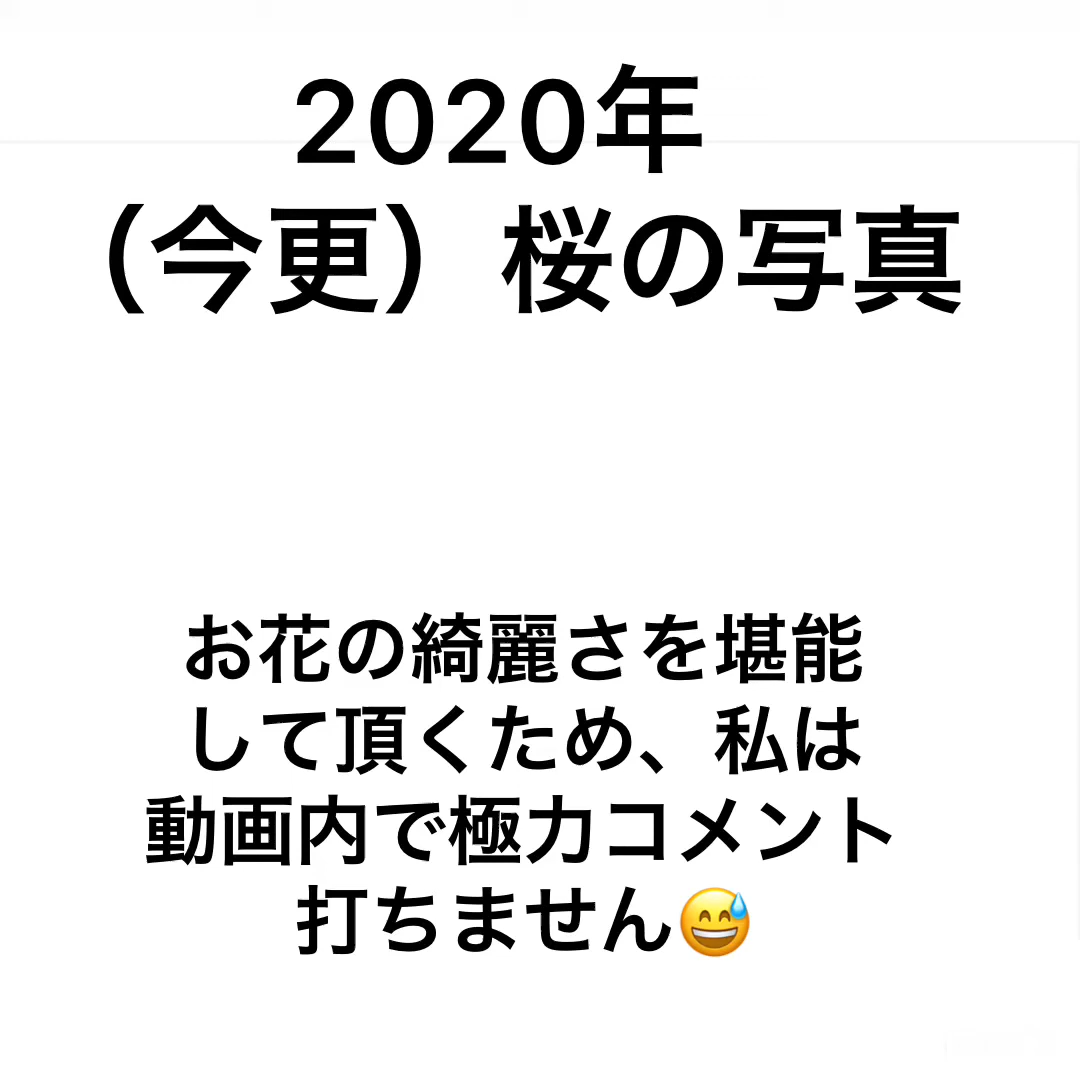 2020年
（今更）桜の写真
お花の綺麗さを堪能
して頂くため、私は
動画内で極力コメント
打ちません😅